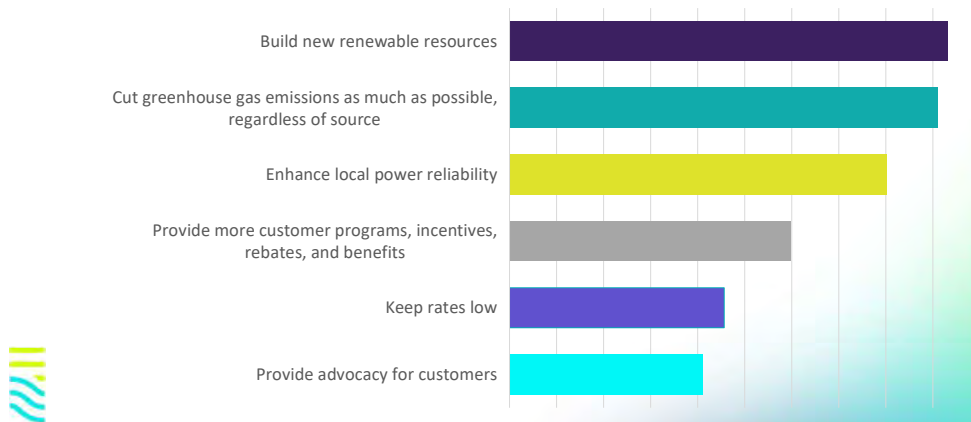 Build new renewable resources
Cut greenhouse gas emissions as much as possible,
regardless of source
Enhance local power reliability
Provide more customer programs, incentives,
rebates, and benefits
Keep rates low
Provide advocacy for customers